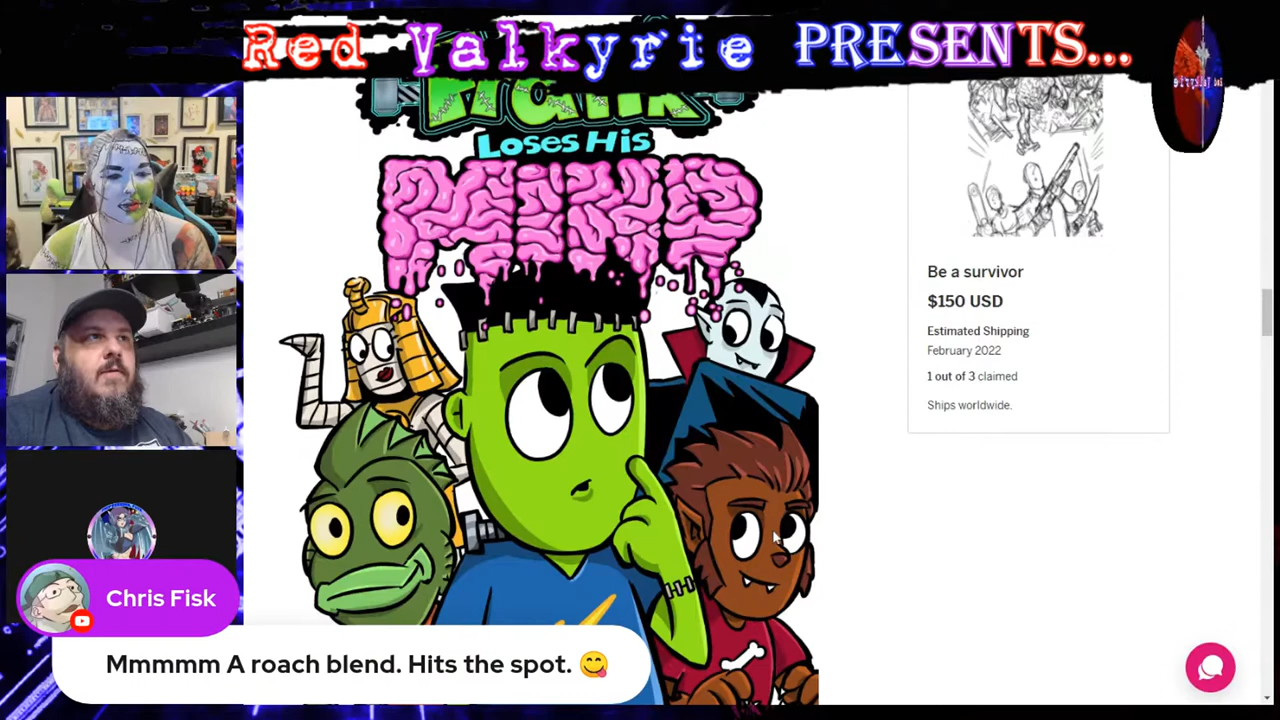 Red Valkyrie PRESENTS...
Loses His
MIND
Be a survivor
$150 USD
Estimated Shipping
February 2022
1 out of 3 claimed
Ships worldwide.
Chris Fisk
Mmmmm A roach blend. Hits the spot. 😋